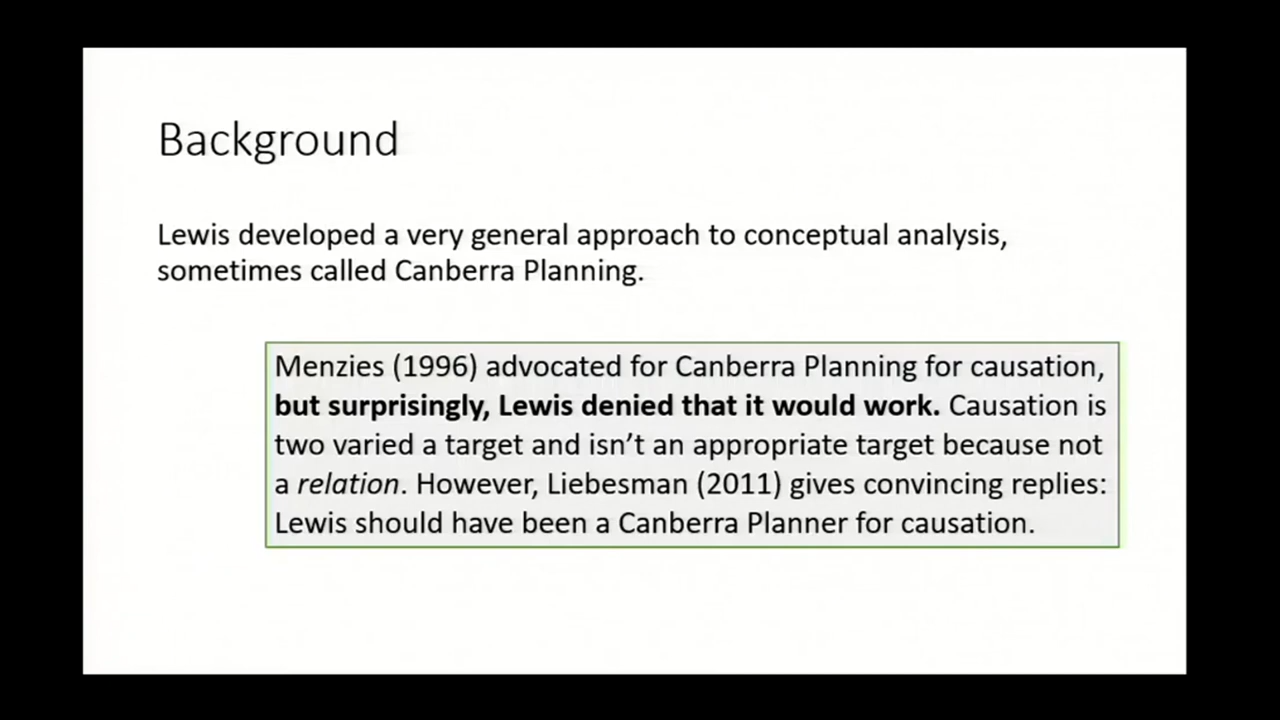 Background
Lewis developed a very general approach to conceptual analysis,
sometimes called Canberra Planning.
Menzies (1996) advocated for Canberra Planning for causation,
but surprisingly, Lewis denied that it would work. Causation is
two varied a target and isn’t an appropriate target because not
a relation. However, Liebesman (2011) gives convincing replies:
Lewis should have been a Canberra Planner for causation.